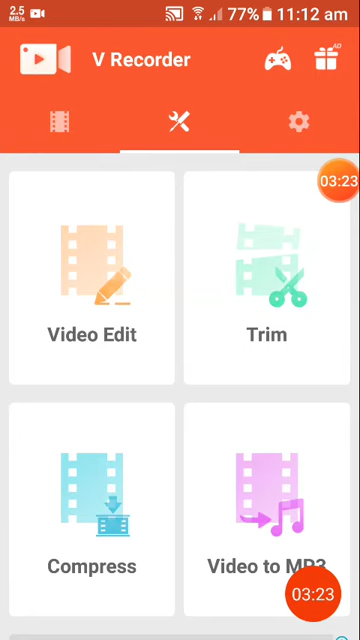 2.5
MB/s
77% 11:12 am
V Recorder
AD
03:23
Video Edit
Trim
Compress
Video to MP3
03:23